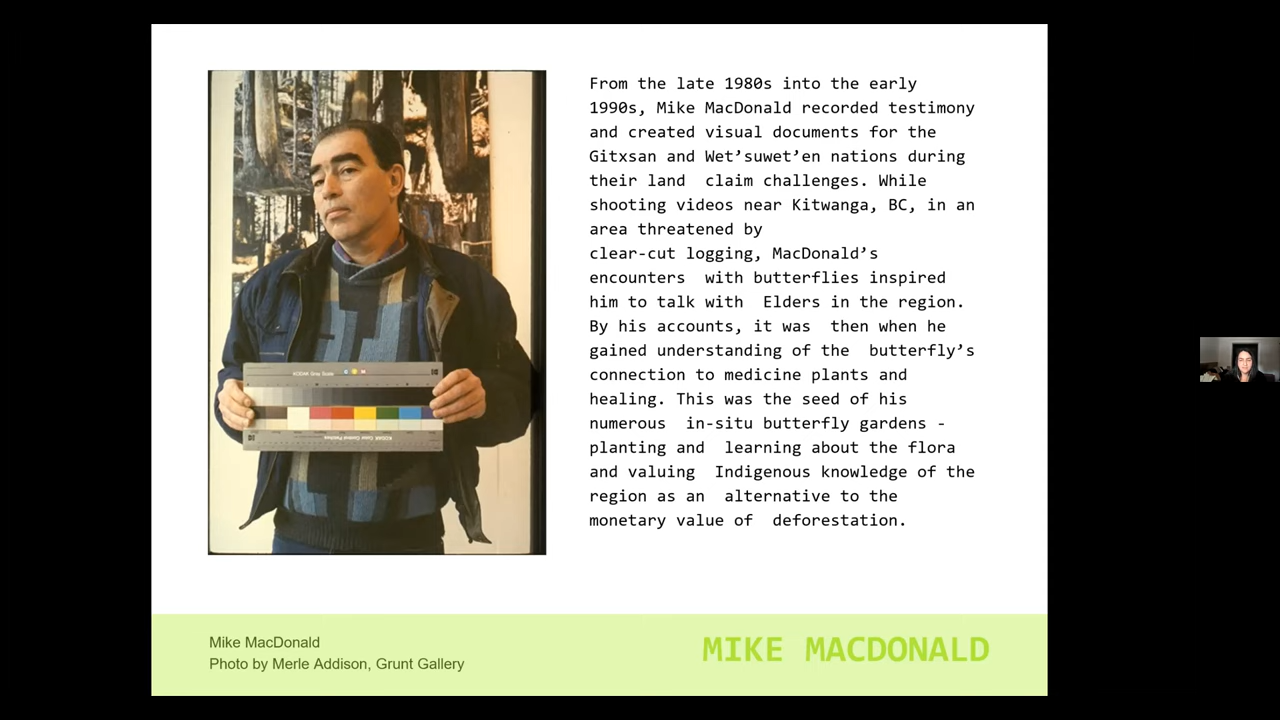 From the late 1980s into the early
1990s, Mike MacDonald recorded testimony
and created visual documents for the
Gitxsan and Wet’suwet’en nations during
their land  claim challenges. While
shooting videos near Kitwanga, BC, in an
area threatened by
clear-cut logging, MacDonald’s
encounters  with butterflies inspired
him to talk with  Elders in the region.
By his accounts, it was  then when he
gained understanding of the  butterfly’s
connection to medicine plants and
healing. This was the seed of his
numerous  in-situ butterfly gardens -
planting and  learning about the flora
and valuing  Indigenous knowledge of the
region as an  alternative to the
monetary value of  deforestation.
KODAK Gray Scale
KODAK Color Control Patches
Mike MacDonald
Photo by Merle Addison, Grunt Gallery
MIKE MACDONALD